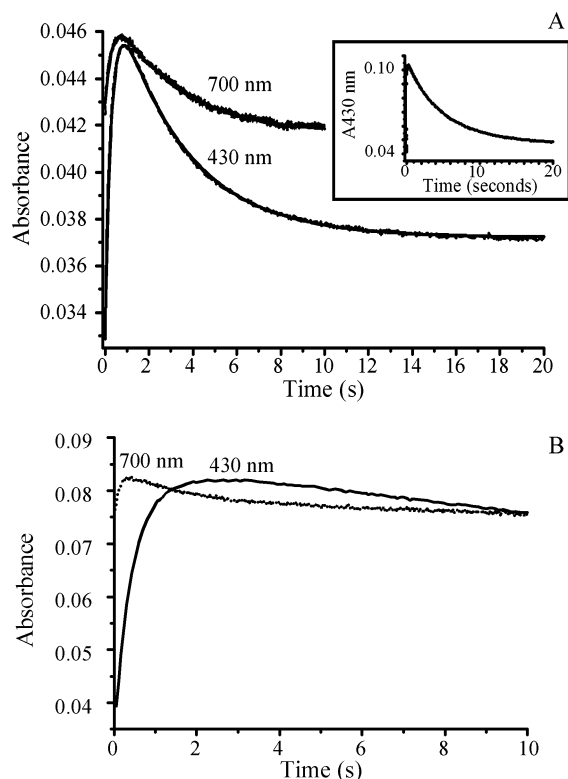 A
0.046
0.044
0.042
0.040
0.038
0.036
0.034
Absorbance
700 nm
430 nm
0 2 4 6 8 10 12 14 16 18 20
Time (s)
A430 nm
0.10
0.04
0 10 20
Time (seconds)
B
0.09
0.08
0.07
0.06
0.05
0.04
Absorbance
700 nm
430 nm
0 2 4 6 8 10
Time (s)